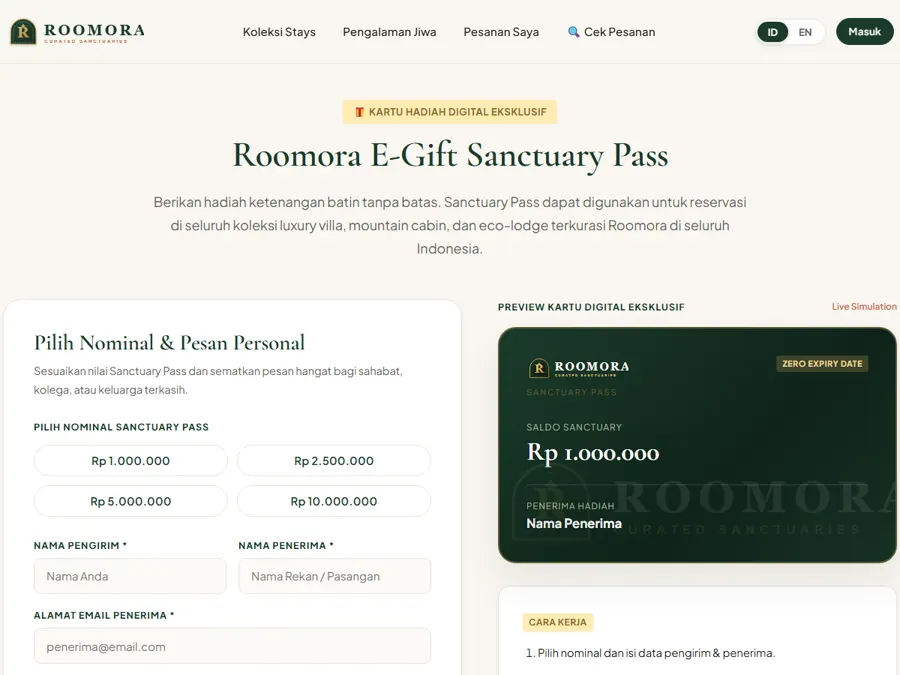 ROOMORA
CURATED SANCTUARIES
Koleksi Stays
Pengalaman Jiwa
Pesanan Saya
Cek Pesanan
ID
EN
Masuk
KARTU HADIAH DIGITAL EKSKLUSIF
Roomora E-Gift Sanctuary Pass
Berikan hadiah ketenangan batin tanpa batas. Sanctuary Pass dapat digunakan untuk reservasi
di seluruh koleksi luxury villa, mountain cabin, dan eco-lodge terkurasi Roomora di seluruh
Indonesia.
Pilih Nominal & Pesan Personal
Sesuaikan nilai Sanctuary Pass dan sematkan pesan hangat bagi sahabat,
kolega, atau keluarga terkasih.
PILIH NOMINAL SANCTUARY PASS
Rp 1.000.000
Rp 2.500.000
Rp 5.000.000
Rp 10.000.000
NAMA PENGIRIM *
NAMA PENERIMA *
Nama Anda
Nama Rekan / Pasangan
ALAMAT EMAIL PENERIMA *
penerima@email.com
PREVIEW KARTU DIGITAL EKSKLUSIF
Live Simulation
ROOMORA
CURATED SANCTUARIES
ZERO EXPIRY DATE
SANCTUARY PASS
SALDO SANCTUARY
Rp 1.000.000
ROOMORA
CURATED SANCTUARIES
PENERIMA HADIAH
Nama Penerima
CARA KERJA
1. Pilih nominal dan isi data pengirim & penerima.